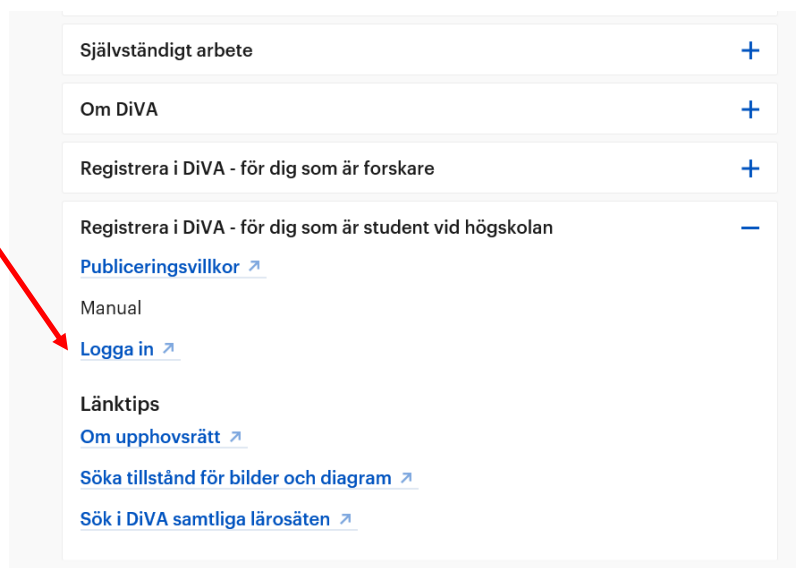 Självständigt arbete
Om DiVA
Registrera i DiVA - för dig som är forskare
Registrera i DiVA - för dig som är student vid högskolan
Publiceringsvillkor
Manual
Logga in
Länktips
Om upphovsrätt
Söka tillstånd för bilder och diagram
Sök i DiVA samtliga lärosäten